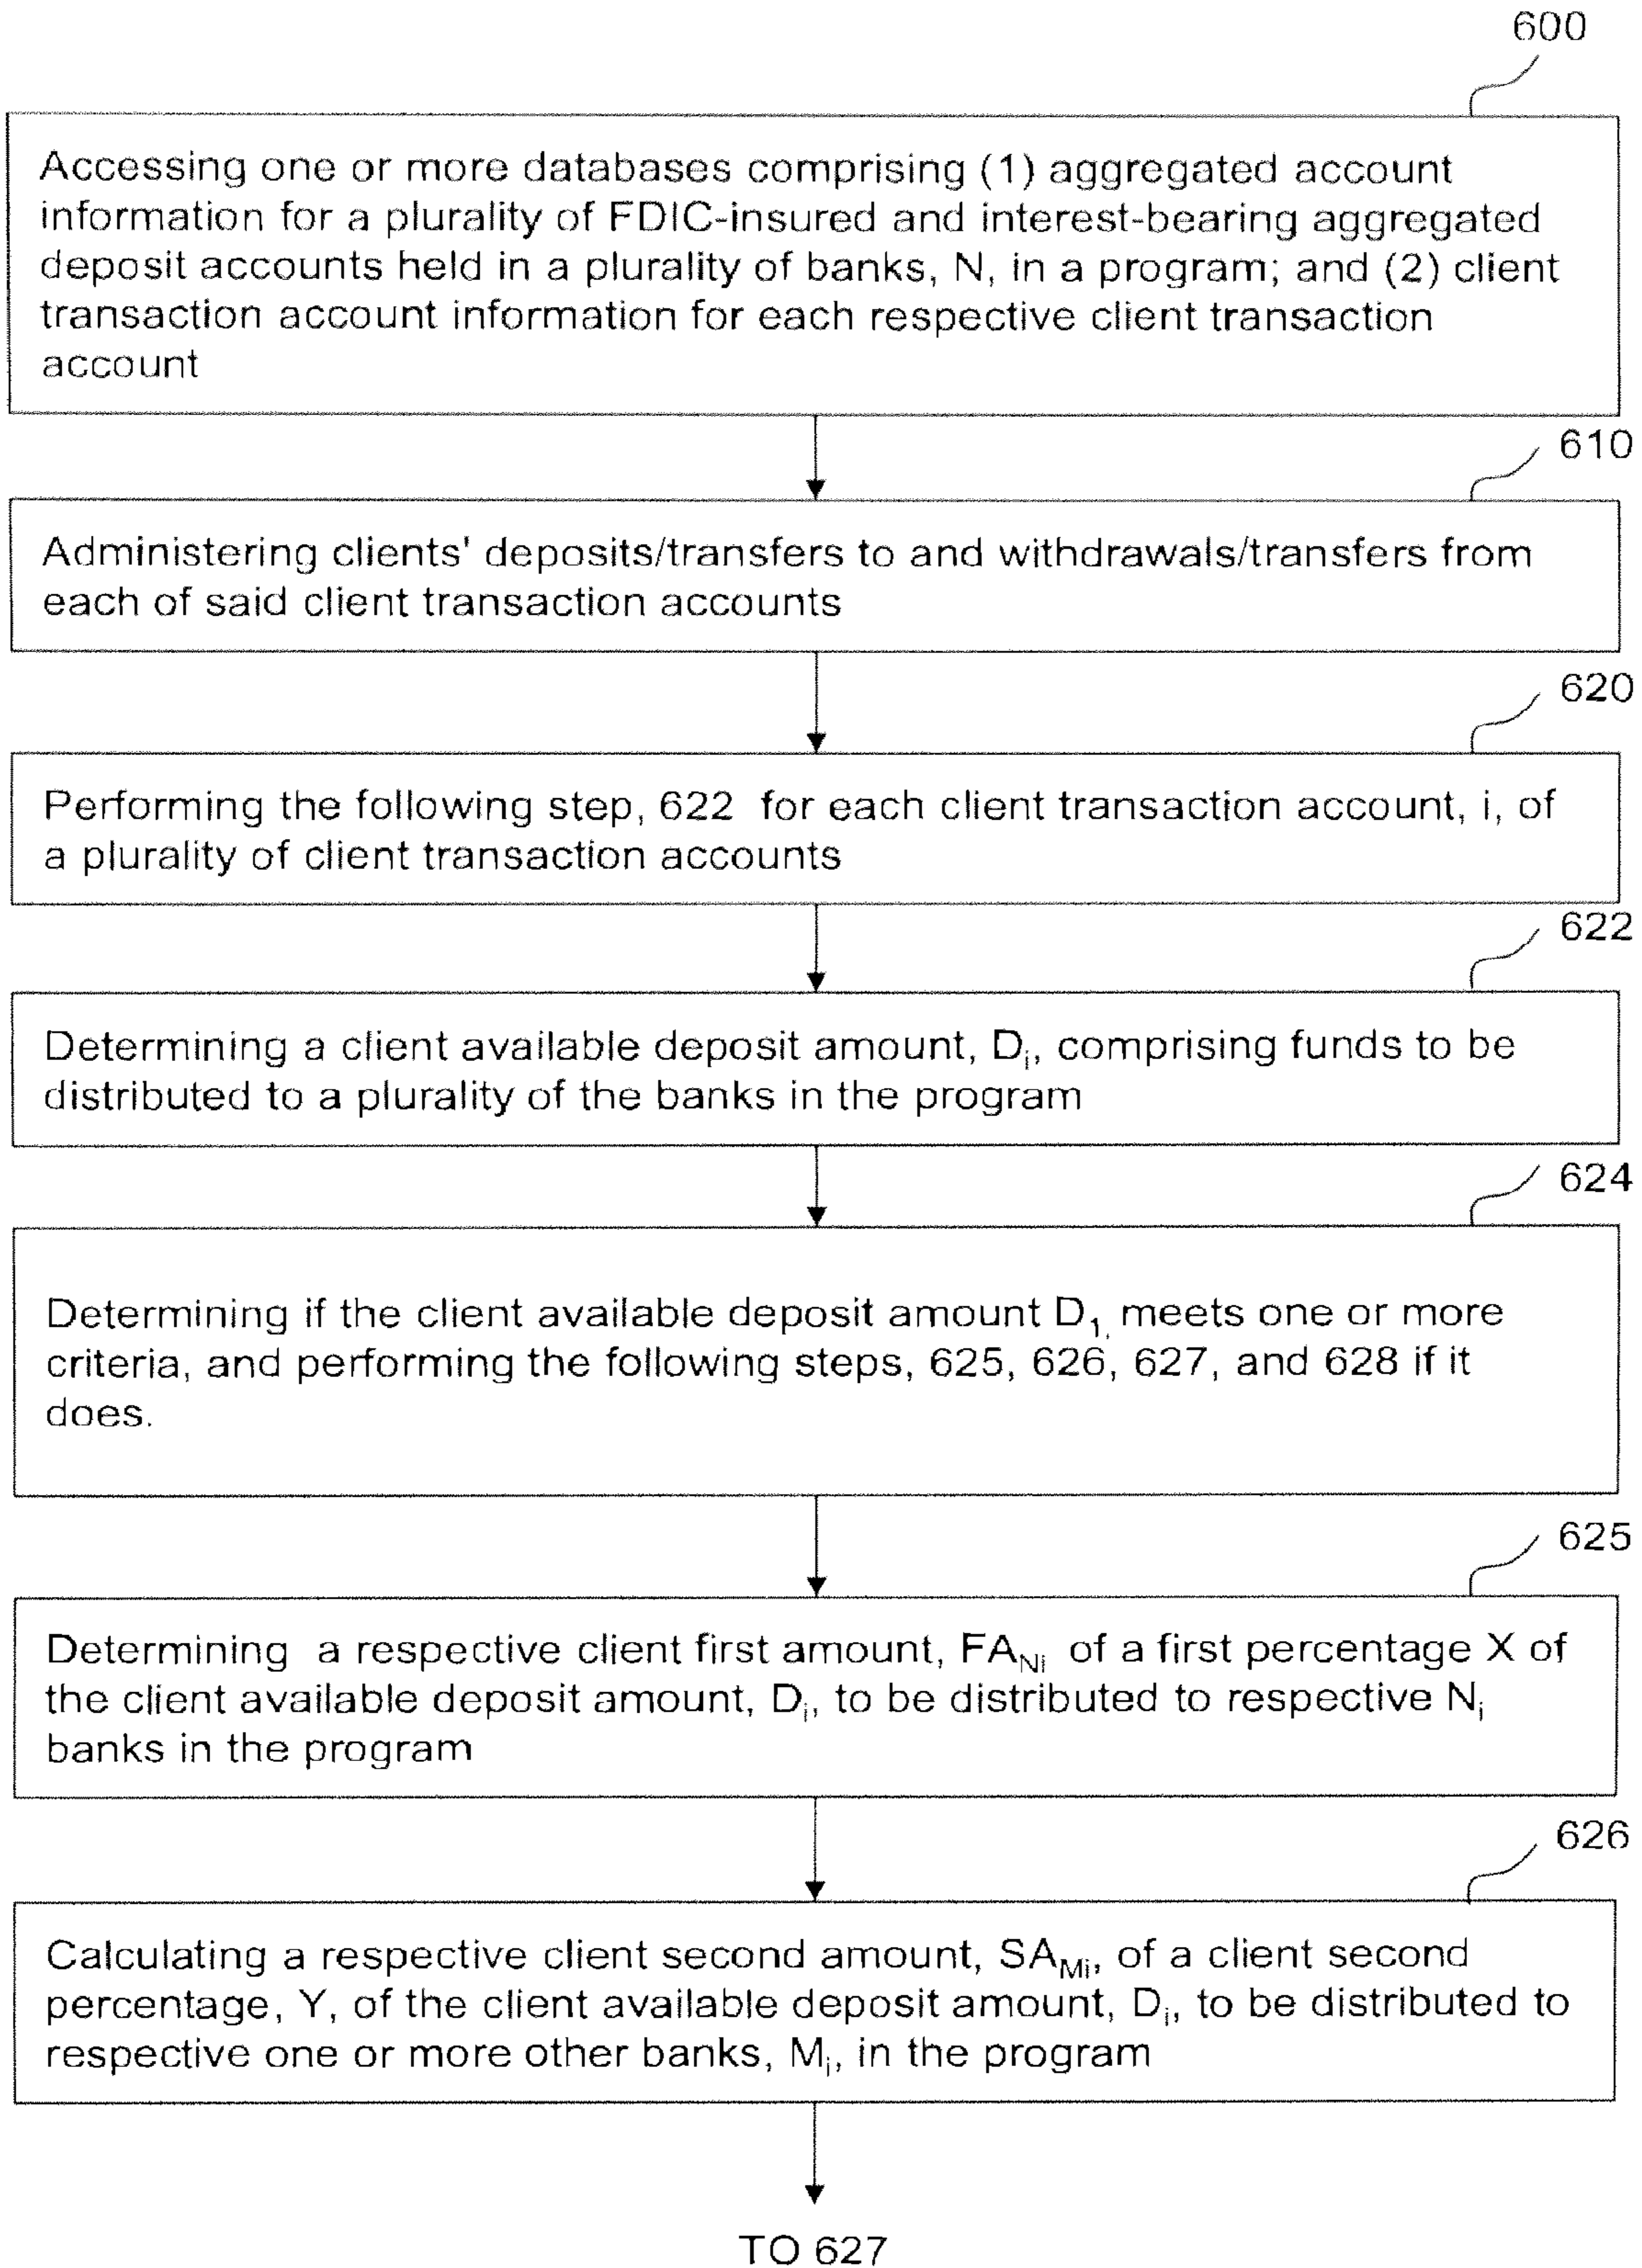 600
Accessing one or more databases comprising (1) aggregated account
information for a plurality of FDIC-insured and interest-bearing aggregated
deposit accounts held in a plurality of banks, N, in a program; and (2) client
transaction account information for each respective client transaction
account
610
Administering clients' deposits/transfers to and withdrawals/transfers from
each of said client transaction accounts
620
Performing the following step, 622 for each client transaction account, i, of
a plurality of client transaction accounts
622
Determining a client available deposit amount, Di, comprising funds to be
distributed to a plurality of the banks in the program
624
Determining if the client available deposit amount D1, meets one or more
criteria, and performing the following steps, 625, 626, 627, and 628 if it
does.
625
Determining a respective client first amount, FANi of a first percentage X of
the client available deposit amount, Di, to be distributed to respective Ni
banks in the program
626
Calculating a respective client second amount, SAMi, of a client second
percentage, Y, of the client available deposit amount, Di, to be distributed to
respective one or more other banks, Mi, in the program
TO 627